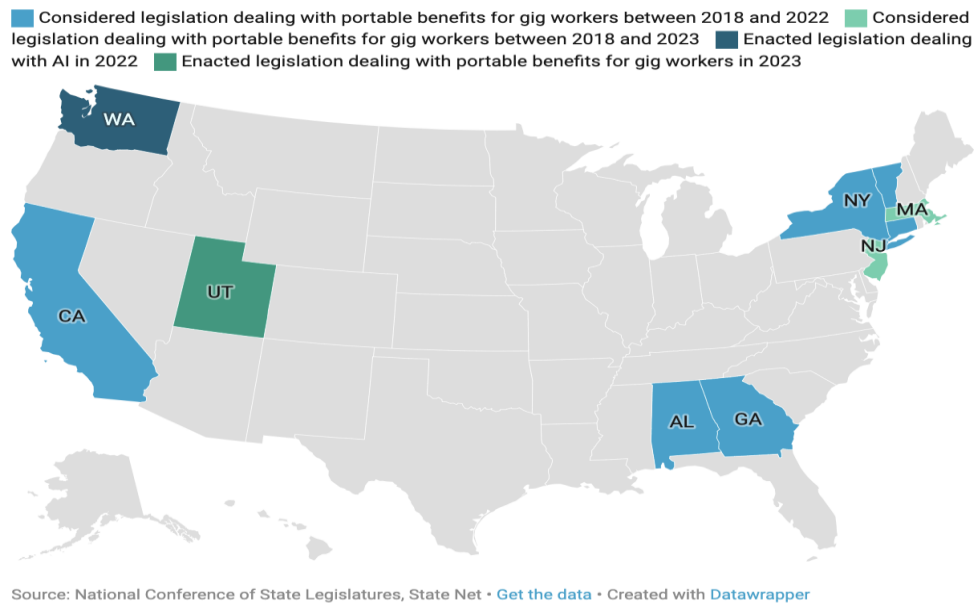 Considered legislation dealing with portable benefits for gig workers between 2018 and 2022 Considered
legislation dealing with portable benefits for gig workers between 2018 and 2023 Enacted legislation dealing
with AI in 2022 Enacted legislation dealing with portable benefits for gig workers in 2023
WA
NY
MA
NJ
UT
CA
AL
GA
Source: National Conference of State Legislatures, State Net • Get the data • Created with Datawrapper